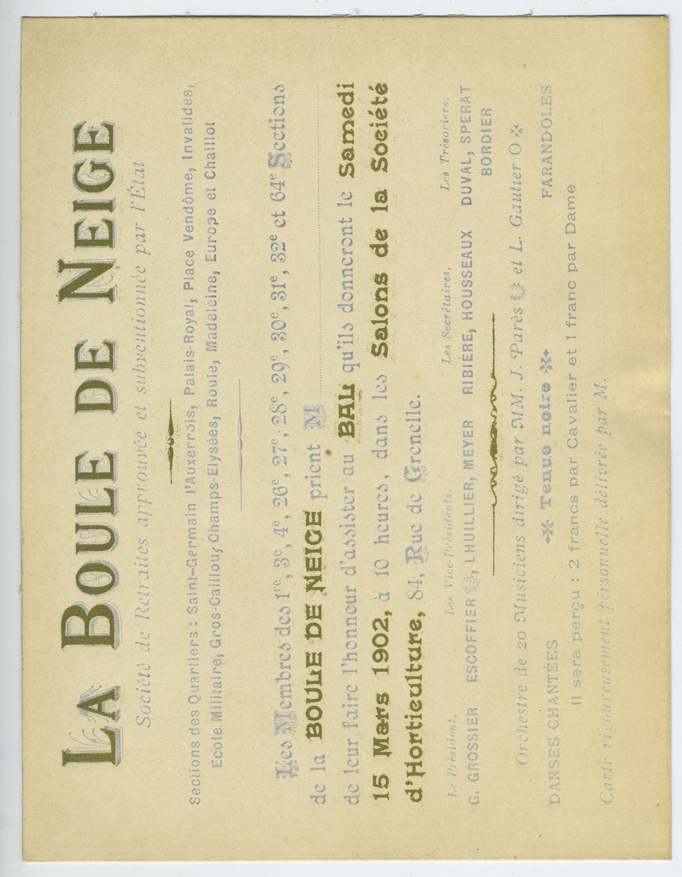 LA BOULE DE NEIGE
Société de Retraites approuvée et subventionnée par l'État
Sections des Quartiers : Saint-Germain l'Auxerrois, Palais-Royal, Place Vendôme, Invalides,
Ecole Militaire, Gros-Caillou, Champs-Elysées, Roule, Madeleine, Europe et Chaillot
Les Membres des 1re, 3e, 4e, 26e, 27e, 28e, 29e, 30e, 31e, 32e et 64e Sections
de la BOULE DE NEIGE prient M
de leur faire l'honneur d'assister au BAL qu'ils donneront le Samedi
15 Mars 1902, à 10 heures, dans les Salons de la Société
d'Horticulture, 84, Rue de Grenelle.
Le Président, Les Vice-Présidents, Les Secrétaires, Les Trésoriers,
G. GROSSIER ESCOFFIER, LHUILLIER, MEYER RIBIÈRE, HOUSSEAUX DUVAL, SPERAT
BORDIER
Orchestre de 20 Musiciens dirigé par MM. J. Parès et L. Gautier O
DANSES CHANTÉES Tenue noire FARANDOLES
Il sera perçu : 2 francs par Cavalier et 1 franc par Dame
Carte rigoureusement personnelle délivrée par M.